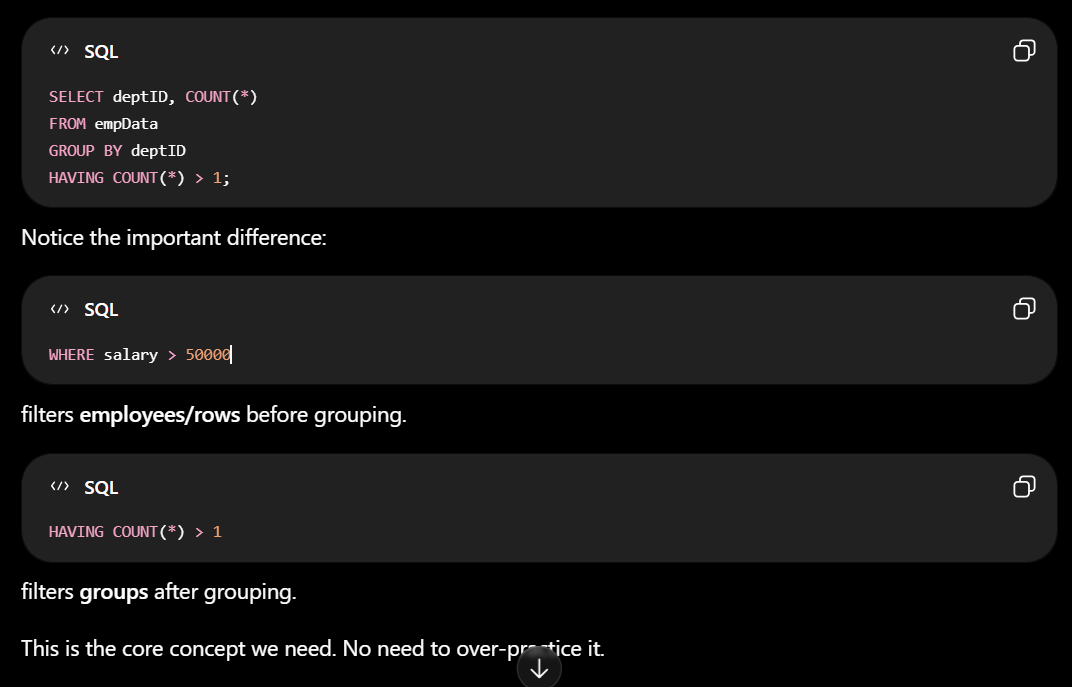 SQL
SELECT deptID, COUNT(*)
FROM empData
GROUP BY deptID
HAVING COUNT(*) > 1;
Notice the important difference:
SQL
WHERE salary > 50000
filters employees/rows before grouping.
SQL
HAVING COUNT(*) > 1
filters groups after grouping.
This is the core concept we need. No need to over-practice it.